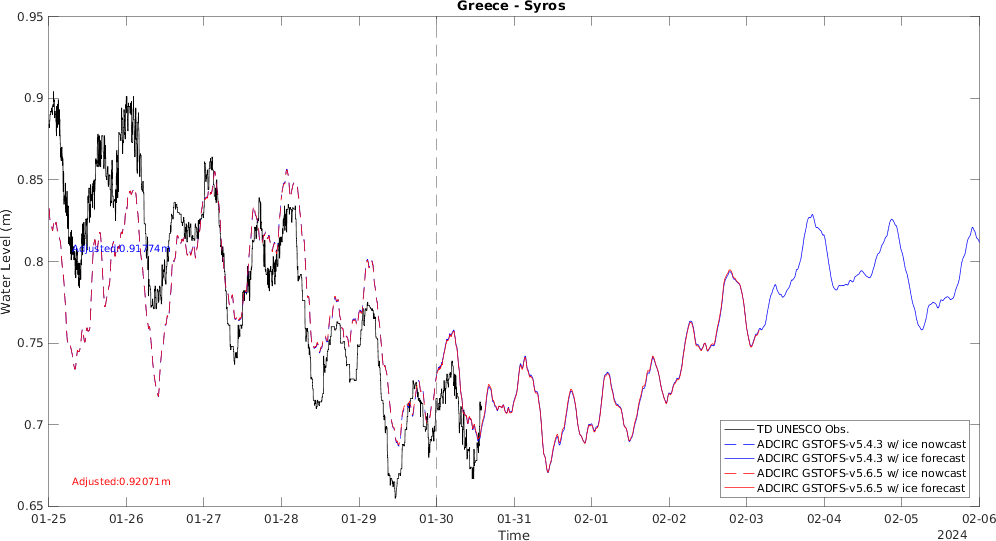 Greece - Syros
0.95
0.9
0.85
0.8
0.75
0.7
0.65
Water Level (m)
Adjusted:0.91774m
Adjusted:0.92071m
TD UNESCO Obs.
ADCIRC GSTOFS-v5.4.3 w/ ice nowcast
ADCIRC GSTOFS-v5.4.3 w/ ice forecast
ADCIRC GSTOFS-v5.6.5 w/ ice nowcast
ADCIRC GSTOFS-v5.6.5 w/ ice forecast
01-25 01-26 01-27 01-28 01-29 01-30 01-31 02-01 02-02 02-03 02-04 02-05 02-06
Time
2024